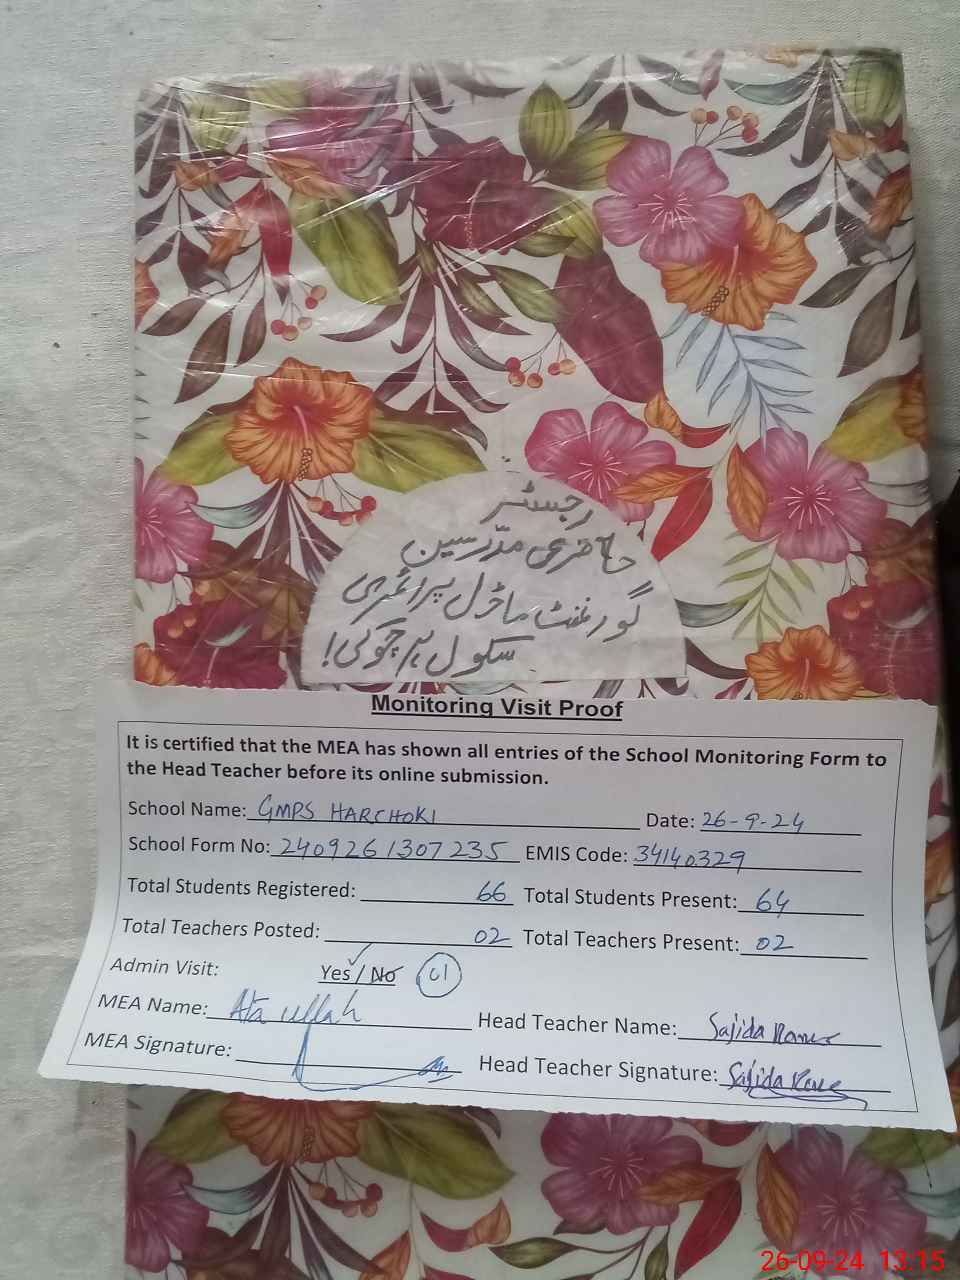 رجسٹر
حاضری مدرسین
گورنمنٹ ماڈل پرائمری
سکول ہرچوکی!
Monitoring Visit Proof
It is certified that the MEA has shown all entries of the School Monitoring Form to
the Head Teacher before its online submission.
School Name: GMPS HARCHOKI Date: 26-9-24
School Form No: 2409261307235 EMIS Code: 34140329
Total Students Registered: 66 Total Students Present: 64
Total Teachers Posted: 02 Total Teachers Present: 02
Admin Visit: Yes / No 01
MEA Name: Ata ullah Head Teacher Name: Sajida
MEA Signature: Head Teacher Signature: Sajida
26-09-24 13:15